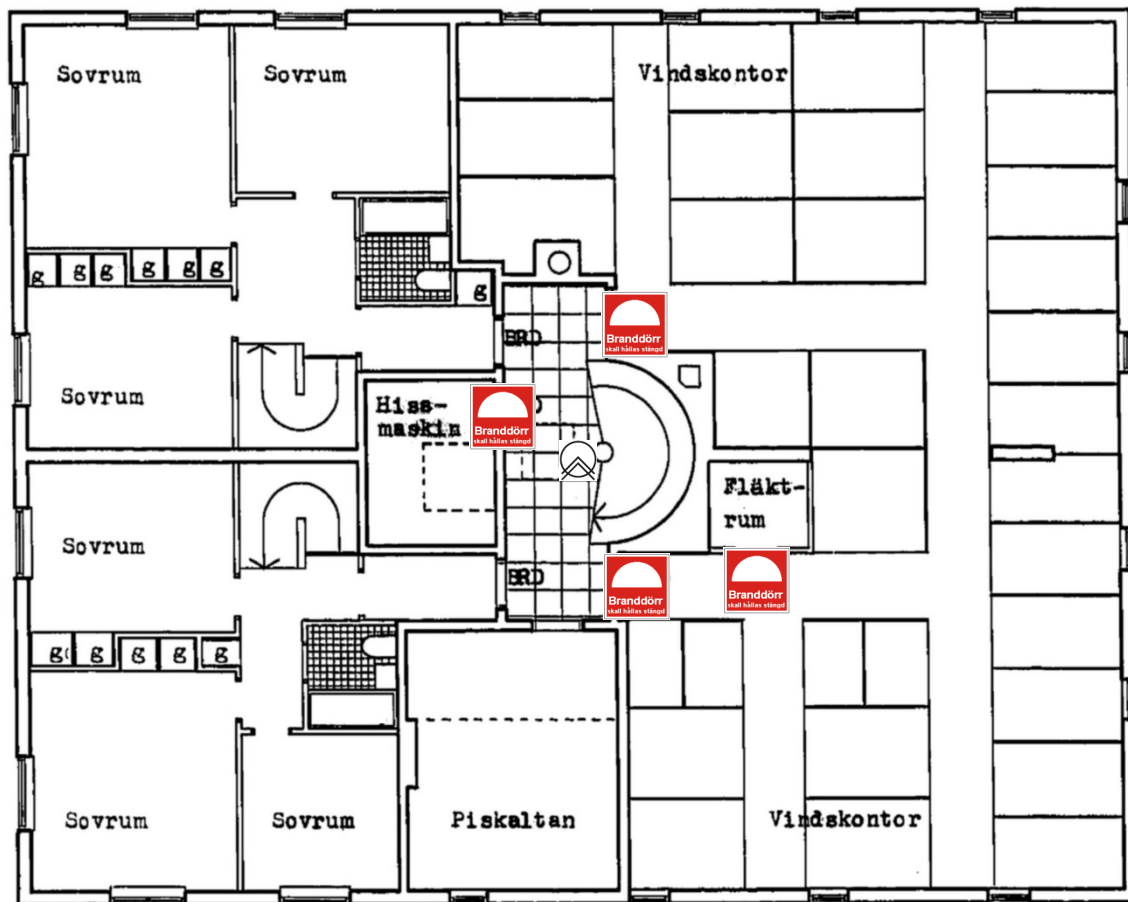 Sovrum
Sovrum
Vindskontor
g g g g g g
g
BRD
Branddörr
skall hållas stängd
Sovrum
Hiss-
maskin
D
Branddörr
skall hållas stängd
Fläkt-
rum
Sovrum
BRD
Branddörr
skall hållas stängd
Branddörr
skall hållas stängd
g g g g g
Sovrum
Sovrum
Piskaltan
Vindskontor